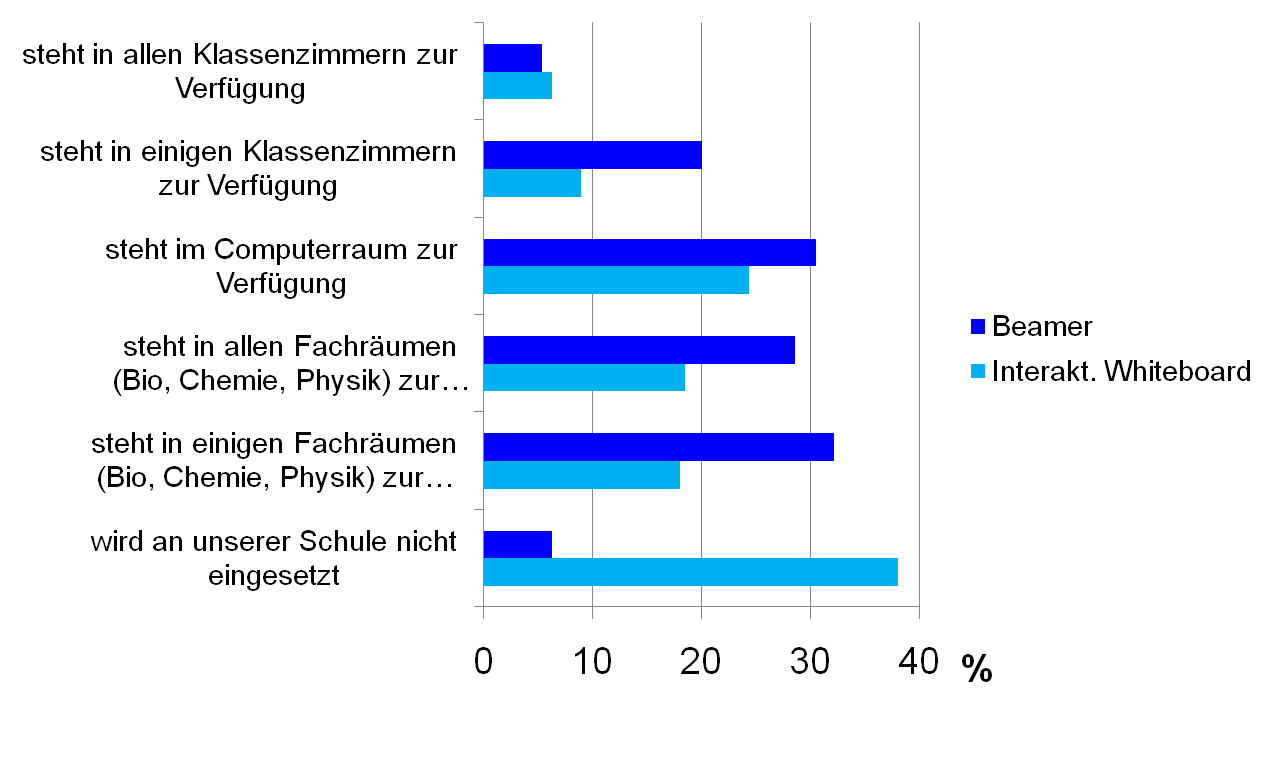 steht in allen Klassenzimmern zur
Verfügung
steht in einigen Klassenzimmern
zur Verfügung
steht im Computerraum zur
Verfügung
steht in allen Fachräumen
(Bio, Chemie, Physik) zur…
steht in einigen Fachräumen
(Bio, Chemie, Physik) zur…
wird an unserer Schule nicht
eingesetzt
0 10 20 30 40 %
Beamer
Interakt. Whiteboard